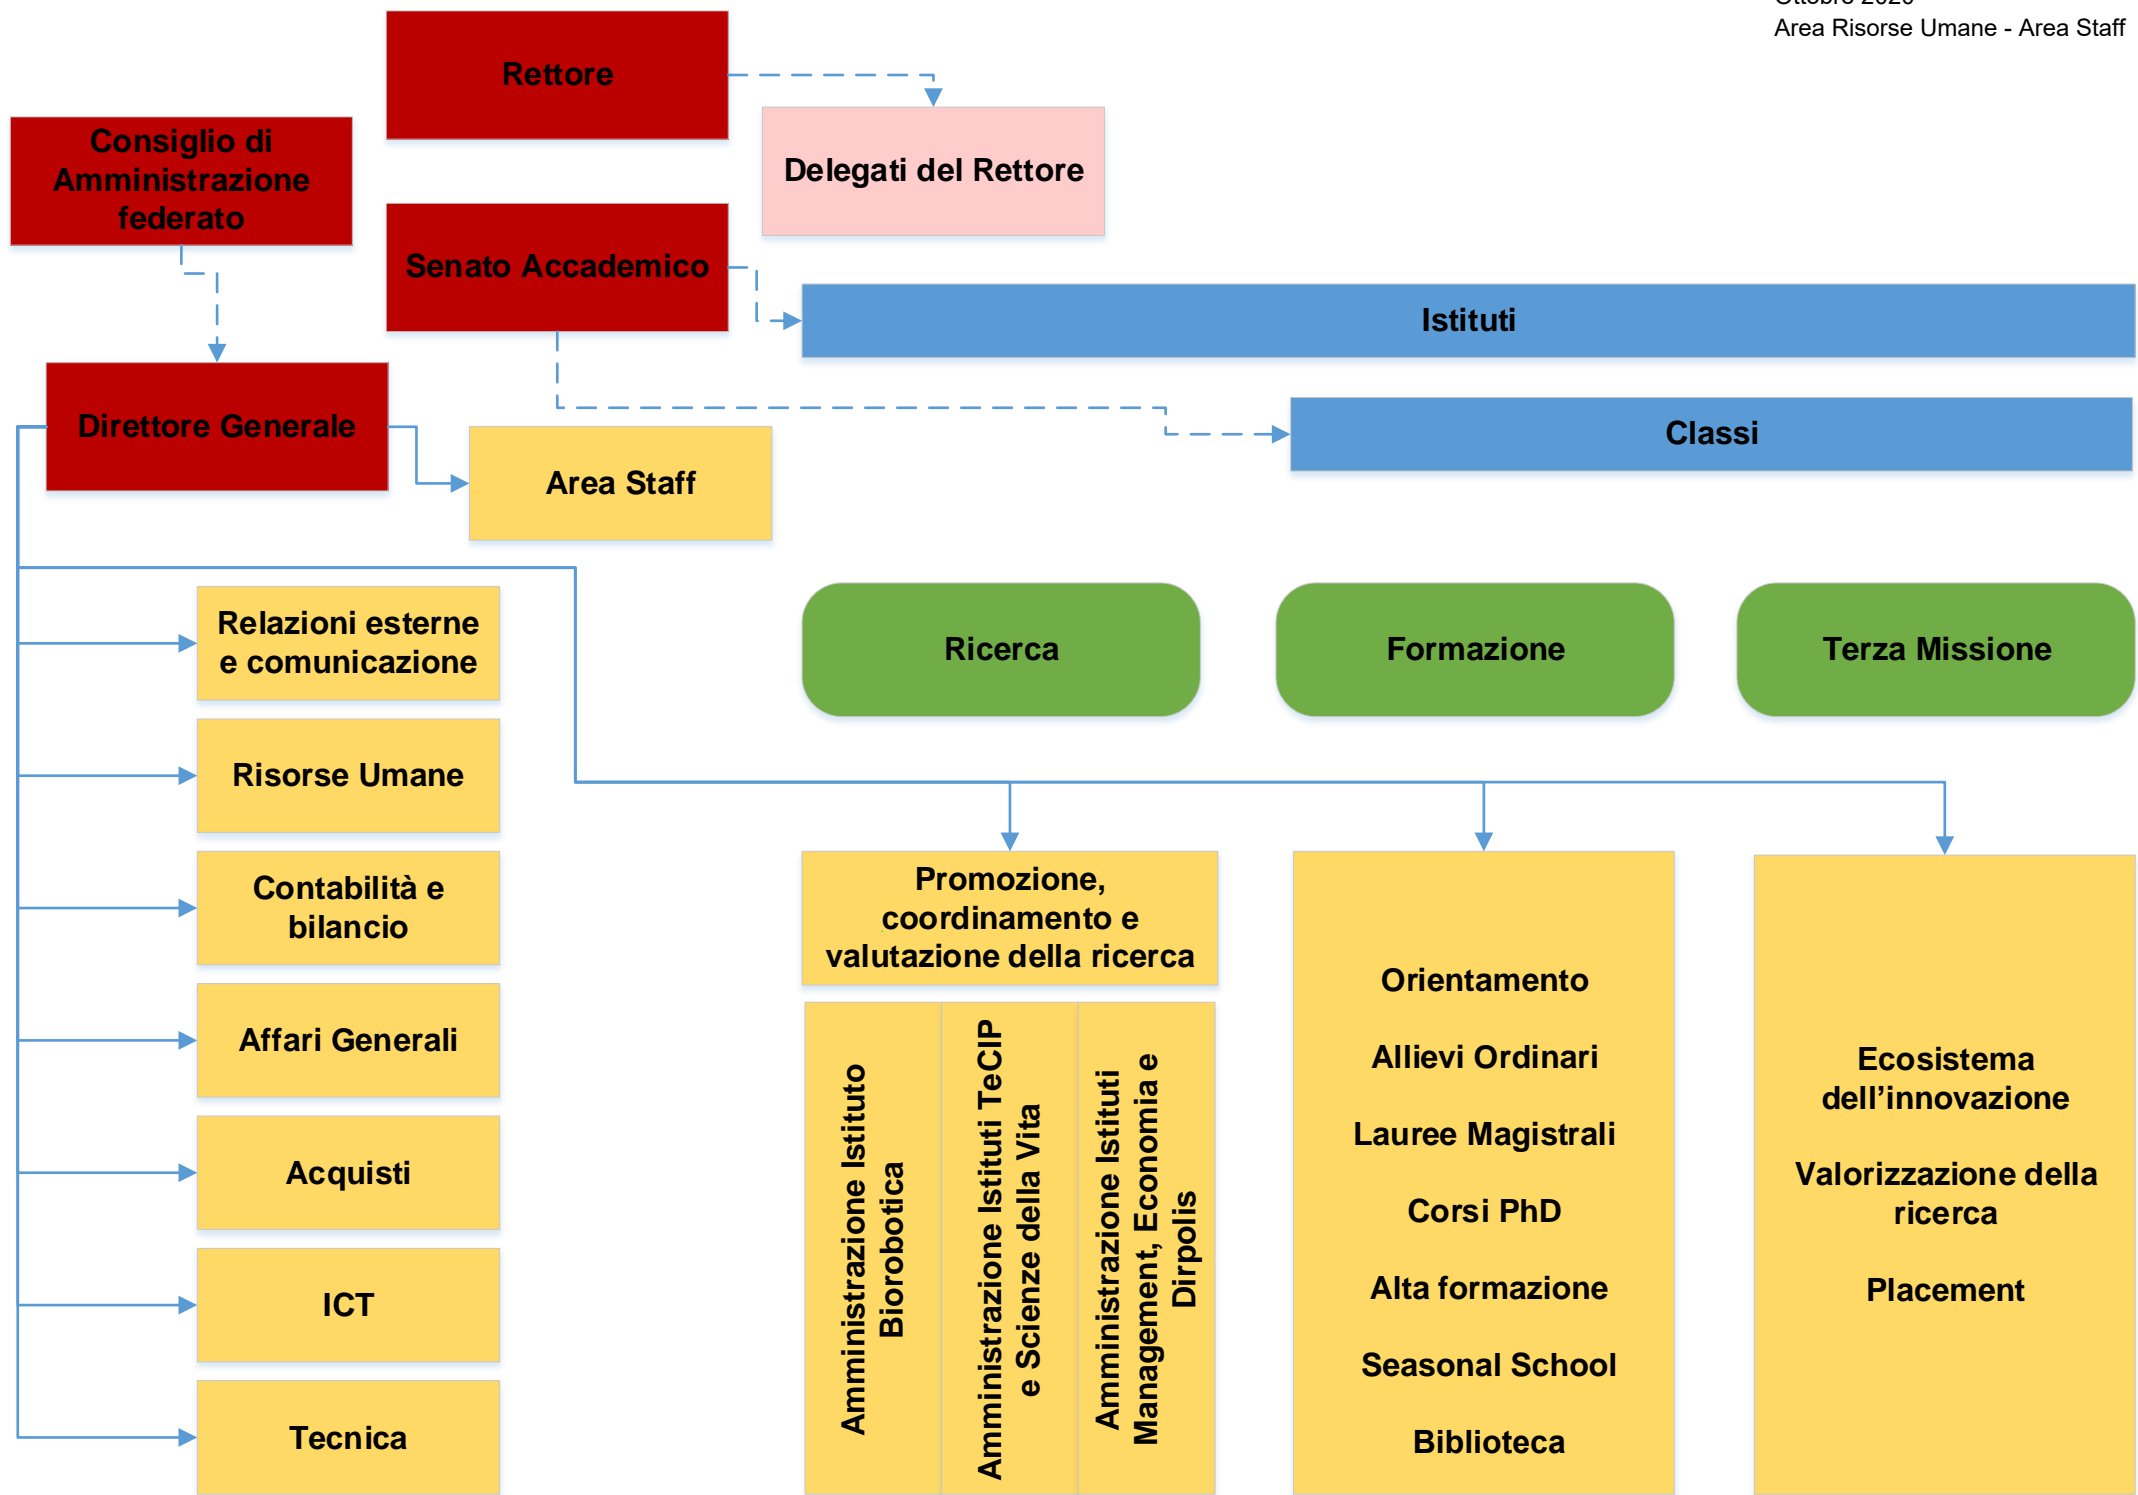 Area Risorse Umane - Area Staff
Rettore
Consiglio di
Amministrazione
federato
Delegati del Rettore
Senato Accademico
Istituti
Direttore Generale
Classi
Area Staff
Relazioni esterne
e comunicazione
Ricerca
Formazione
Terza Missione
Risorse Umane
Contabilità e
bilancio
Affari Generali
Acquisti
ICT
Tecnica
Promozione,
coordinamento e
valutazione della ricerca
Amministrazione Istituto
Biorobotica
Amministrazione Istituti TeCIP
e Scienze della Vita
Amministrazione Istituti
Management, Economia e
Dirpolis
Orientamento
Allievi Ordinari
Lauree Magistrali
Corsi PhD
Alta formazione
Seasonal School
Biblioteca
Ecosistema
dell’innovazione
Valorizzazione della
ricerca
Placement